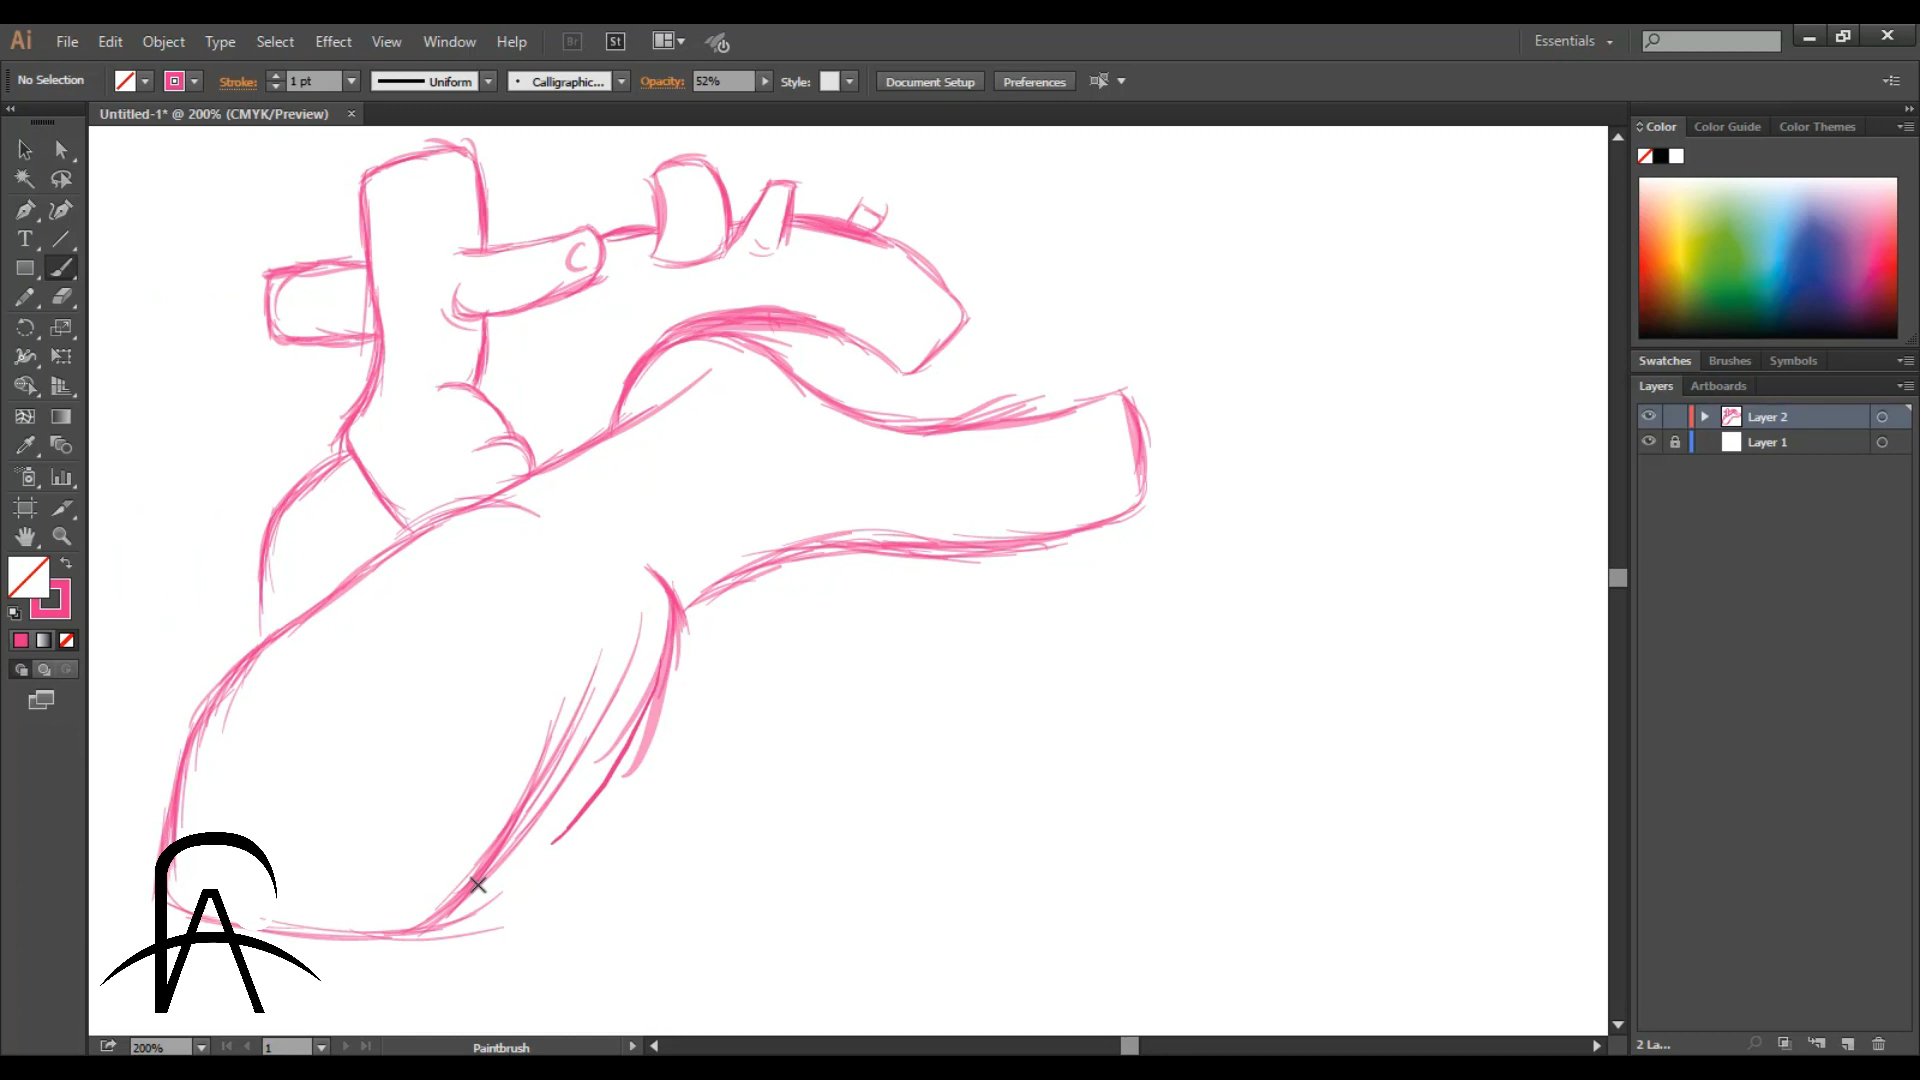 Ai File Edit Object Type Select Effect View Window Help Br St Essentials
No Selection Stroke: 1 pt Uniform Calligraphic... Opacity: 52% Style: Document Setup Preferences
Untitled-1* @ 200% (CMYK/Preview)
Color Color Guide Color Themes
Swatches Brushes Symbols
Layers Artboards
Layer 2
Layer 1
200% 1 Paintbrush
2 La...